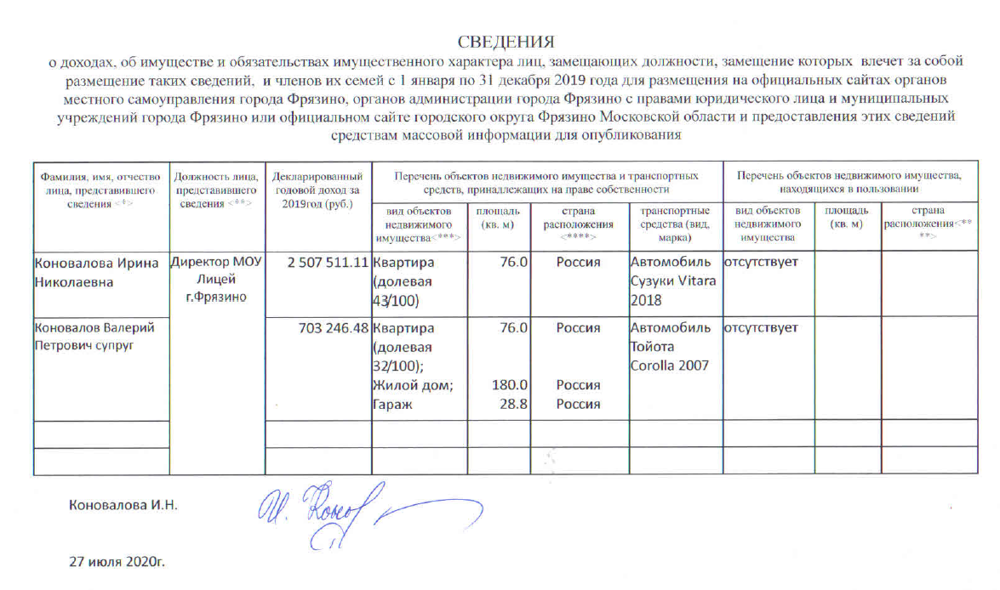 СВЕДЕНИЯ
о доходах, об имуществе и обязательствах имущественного характера лиц, замещающих должности, замещение которых влечет за собой
размещение таких сведений, и членов их семей с 1 января по 31 декабря 2019 года для размещения на официальных сайтах органов
местного самоуправления города Фрязино, органов администрации города Фрязино с правами юридического лица и муниципальных
учреждений города Фрязино или официальном сайте городского округа Фрязино Московской области и предоставления этих сведений
средствам массовой информации для опубликования
Фамилия, имя, отчество
лица, представившего
сведения <*>
Должность лица,
представившего
сведения <**>
Декларированный
годовой доход за
2019год (руб.)
Перечень объектов недвижимого имущества и транспортных
средств, принадлежащих на праве собственности
Перечень объектов недвижимого имущества,
находящихся в пользовании
вид объектов
недвижимого
имущества<***>
площадь
(кв. м)
страна
расположения
<****>
транспортные
средства (вид,
марка)
вид объектов
недвижимого
имущества
площадь
(кв. м)
страна
расположения<**
**>
Коновалова Ирина
Николаевна
Директор МОУ
Лицей
г.Фрязино
2 507 511.11
Квартира
(долевая
43/100)
76.0
Россия
Автомобиль
Сузуки Vitara
2018
отсутствует
Коновалов Валерий
Петрович супруг
703 246.48
Квартира
(долевая
32/100);
Жилой дом;
Гараж
76.0
180.0
28.8
Россия
Россия
Россия
Автомобиль
Тойота
Corolla 2007
отсутствует
Коновалова И.Н.
И. Конов
27 июля 2020г.